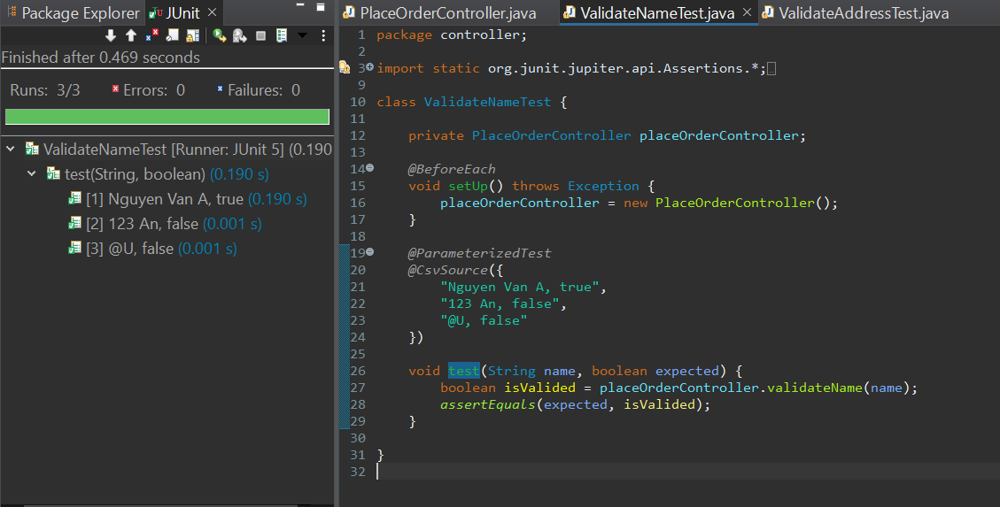 Package Explorer
JUnit
Finished after 0.469 seconds
Runs: 3/3
Errors: 0
Failures: 0
ValidateNameTest [Runner: JUnit 5] (0.190
test(String, boolean) (0.190 s)
[1] Nguyen Van A, true (0.190 s)
[2] 123 An, false (0.001 s)
[3] @U, false (0.001 s)
PlaceOrderController.java
ValidateNameTest.java
ValidateAddressTest.java
1 package controller;
2
3 import static org.junit.jupiter.api.Assertions.*;
9
10 class ValidateNameTest {
11
12 private PlaceOrderController placeOrderController;
13
14 @BeforeEach
15 void setUp() throws Exception {
16 placeOrderController = new PlaceOrderController();
17 }
18
19 @ParameterizedTest
20 @CsvSource({
21 "Nguyen Van A, true",
22 "123 An, false",
23 "@U, false"
24 })
25
26 void test(String name, boolean expected) {
27 boolean isValided = placeOrderController.validateName(name);
28 assertEquals(expected, isValided);
29 }
30
31 }
32